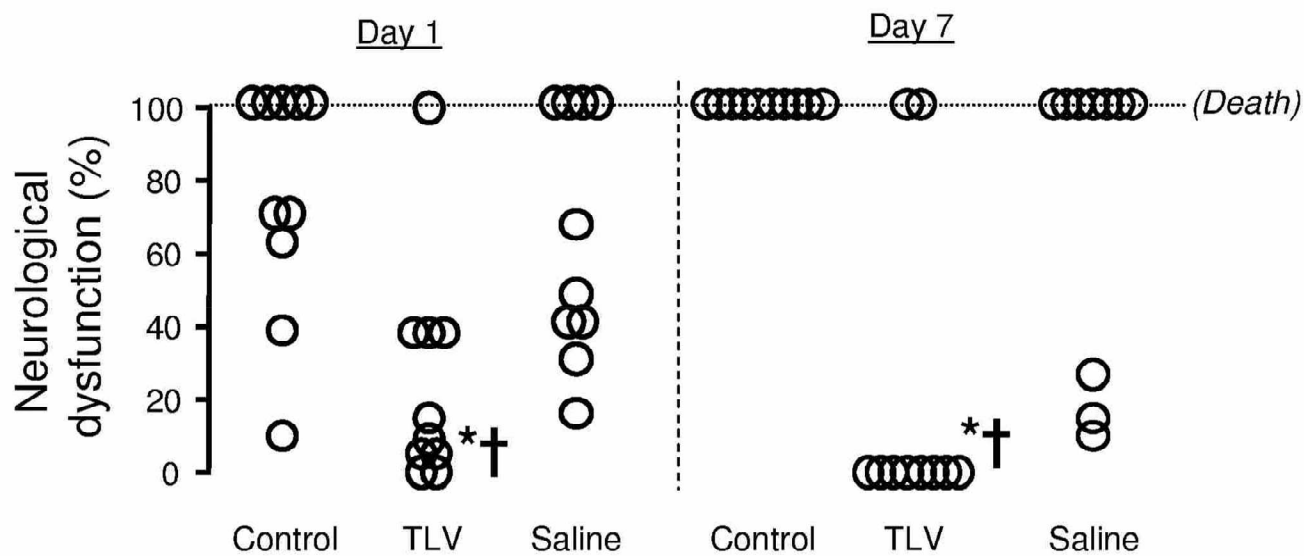 Day 1
Day 7
Neurological
dysfunction (%)
100
80
60
40
20
0
(Death)
*†
*†
Control TLV Saline Control TLV Saline